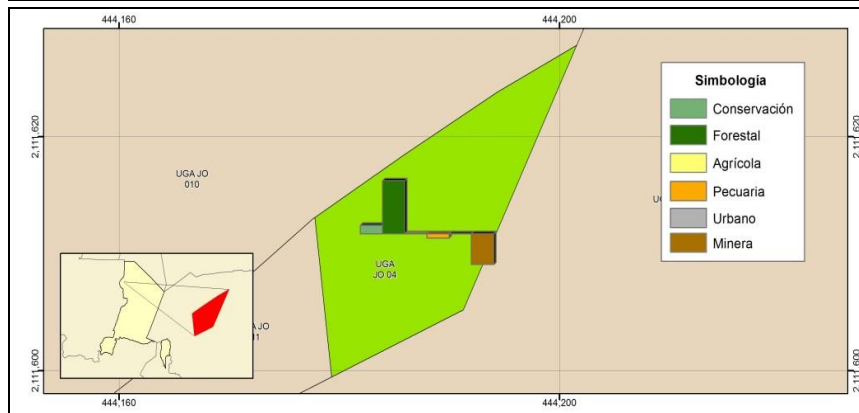 444,160
444,200
2,111,620
2,111,620
Simbología
Conservación
Forestal
Agrícola
Pecuaria
Urbano
Minera
UGA JO
010
UGA
JO 04
JO
2,111,600
2,111,600
444,160
444,200